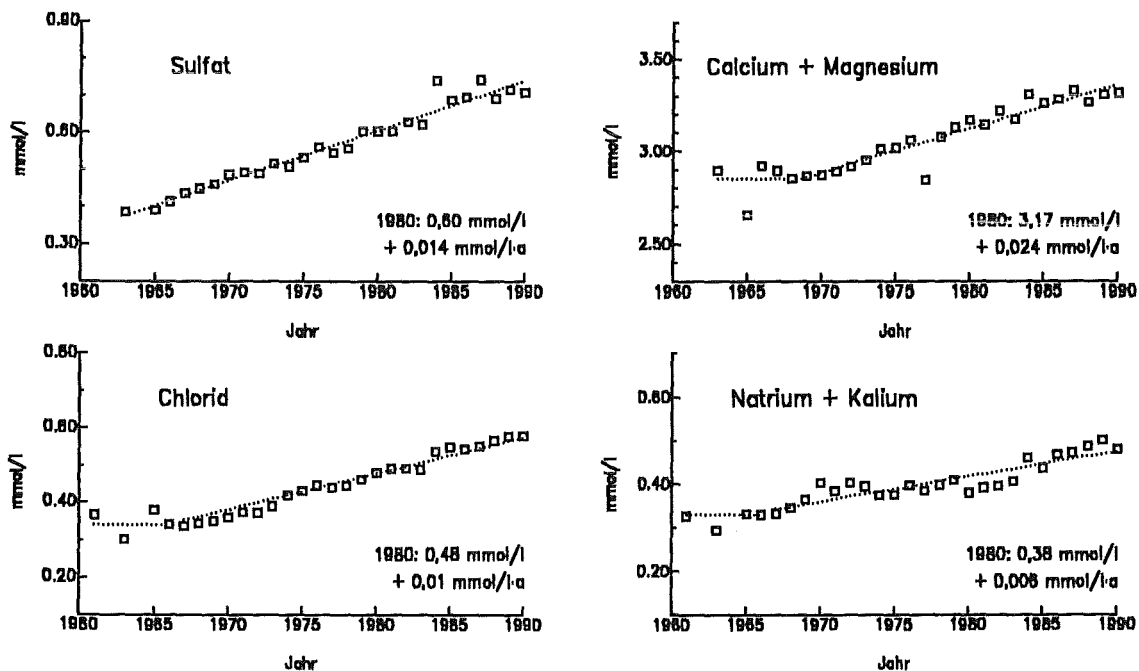 0.90
0.60
0.30
mmol/l
Sulfat
1980: 0,60 mmol/l
+ 0,014 mmol/l·a
1960 1965 1970 1975 1980 1985 1990
Jahr
3.50
3.00
2.50
mmol/l
Calcium + Magnesium
1980: 3,17 mmol/l
+ 0,024 mmol/l·a
1960 1965 1970 1975 1980 1985 1990
Jahr
0.60
0.40
0.20
mmol/l
Chlorid
1980: 0,48 mmol/l
+ 0,01 mmol/l·a
1960 1965 1970 1975 1980 1985 1990
Jahr
0.60
0.40
0.20
mmol/l
Natrium + Kalium
1980: 0,38 mmol/l
+ 0,006 mmol/l·a
1960 1965 1970 1975 1980 1985 1990
Jahr